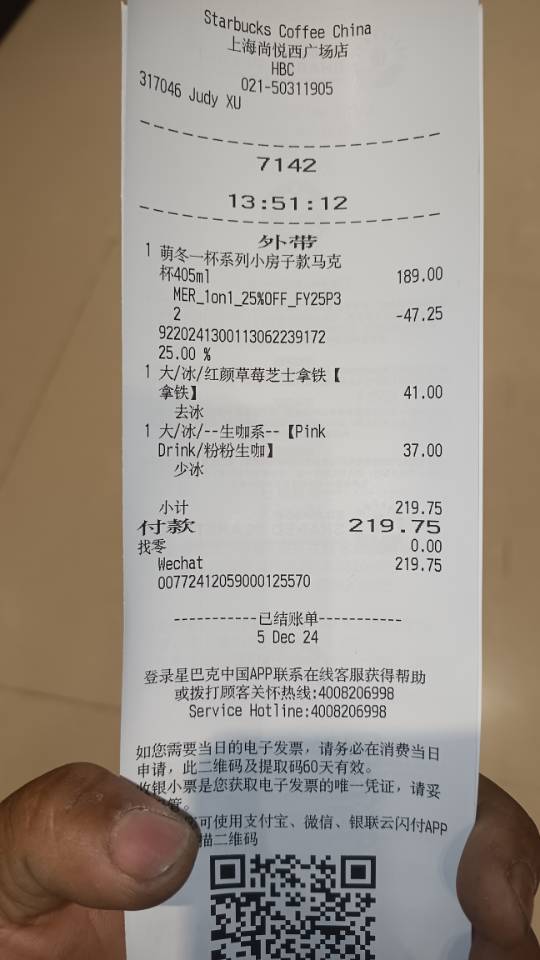 Starbucks Coffee China
上海尚悦西广场店
HBC
021-50311905
317046 Judy XU
7142
13:51:12
外带
1 萌冬一杯系列小房子款马克
杯405ml 189.00
MER_1on1_25%OFF_FY25P3
2 -47.25
9220241300113062239172
25.00 %
1 大/冰/红颜草莓芝士拿铁【
拿铁】 41.00
去冰
1 大/冰/--生咖系--【Pink
Drink/粉粉生咖】 37.00
少冰
小计 219.75
付款 219.75
找零 0.00
Wechat 219.75
00772412059000125570
-----------已结账单-----------
5 Dec 24
登录星巴克中国APP联系在线客服获得帮助
或拨打顾客关怀热线:4008206998
Service Hotline:4008206998
如您需要当日的电子发票，请务必在消费当日
申请，此二维码及提取码60天有效。
收银小票是您获取电子发票的唯一凭证，请妥
管。
可使用支付宝、微信、银联云闪付APP
描二维码